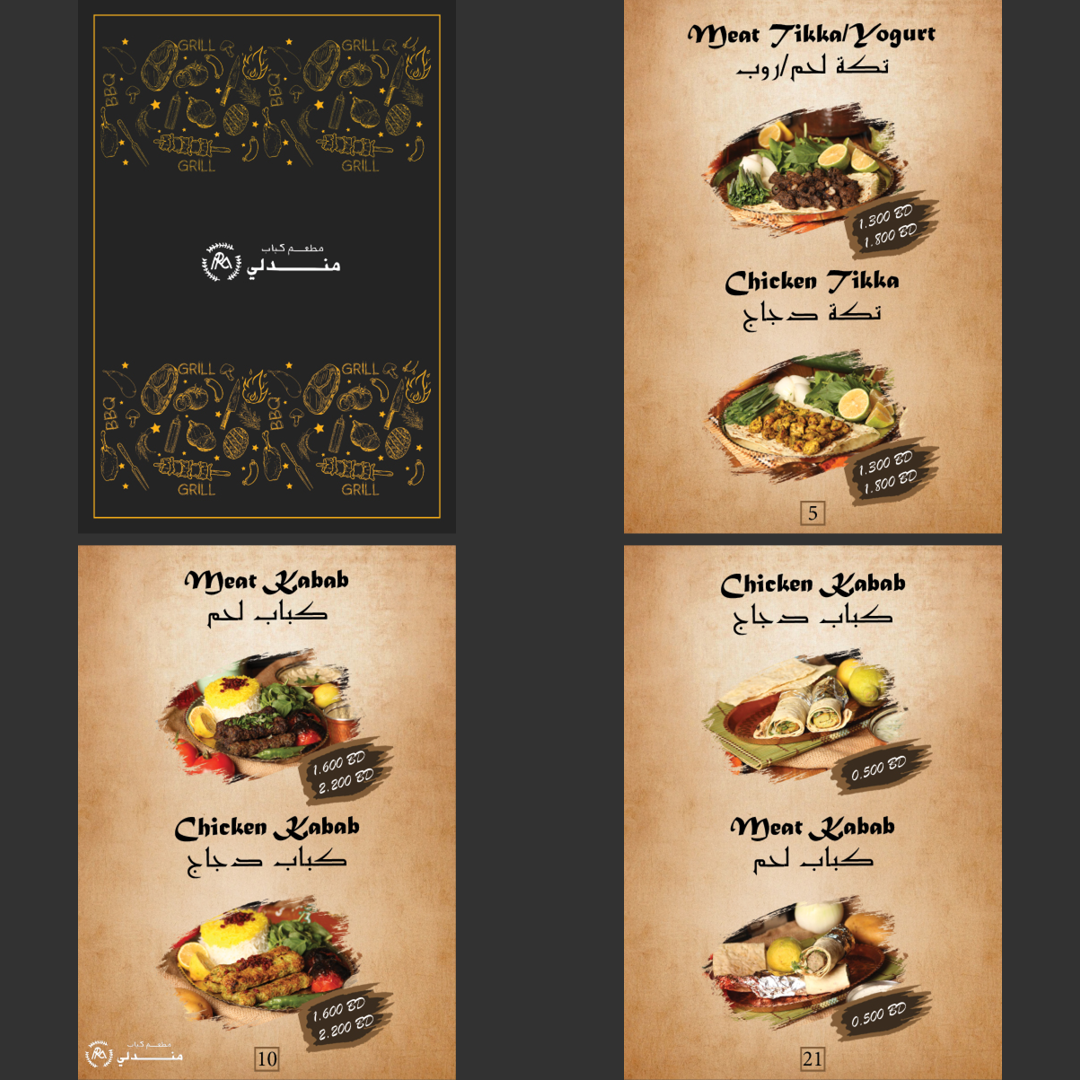 GRILL GRILL
BBQ BBQ
GRILL GRILL
مطعم كباب
مندلي
GRILL GRILL
BBQ BBQ
GRILL GRILL
Meat Tikka/Yogurt
تكة لحم/روب
1.300 BD
1.800 BD
Chicken Tikka
تكة دجاج
1.300 BD
1.800 BD
5
Meat Kabab
كباب لحم
1.600 BD
2.200 BD
Chicken Kabab
كباب دجاج
1.600 BD
2.200 BD
10
مطعم كباب
مندلي
Chicken Kabab
كباب دجاج
0.500 BD
Meat Kabab
كباب لحم
0.500 BD
21